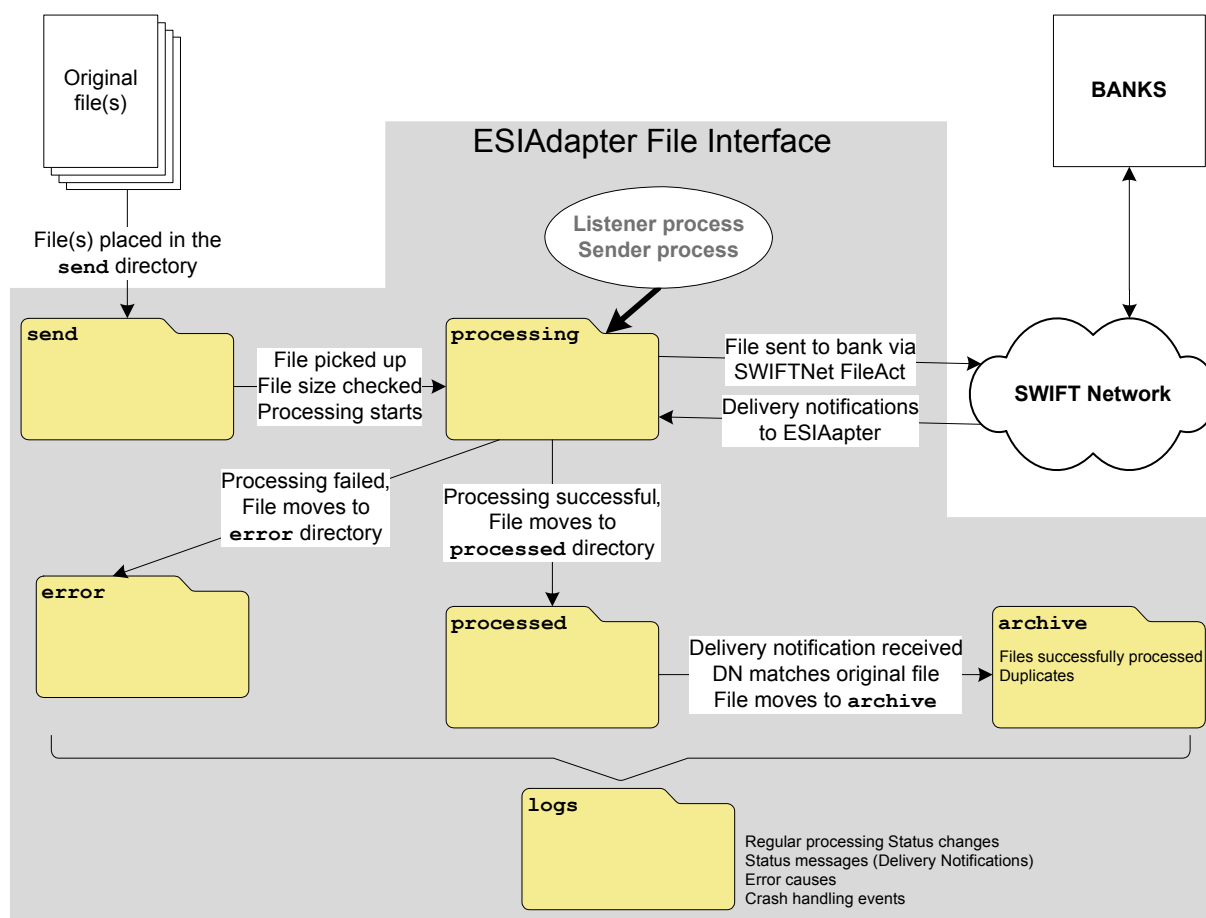 Original
file(s)
BANKS
ESIAdapter File Interface
Listener process
Sender process
File(s) placed in the
send directory
send
File picked up
File size checked
Processing starts
processing
File sent to bank via
SWIFTNet FileAct
Delivery notifications
to ESIAapter
SWIFT Network
Processing failed,
File moves to
error directory
Processing successful,
File moves to
processed directory
error
processed
Delivery notification received
DN matches original file
File moves to archive
archive
Files successfully processed
Duplicates
logs
Regular processing Status changes
Status messages (Delivery Notifications)
Error causes
Crash handling events